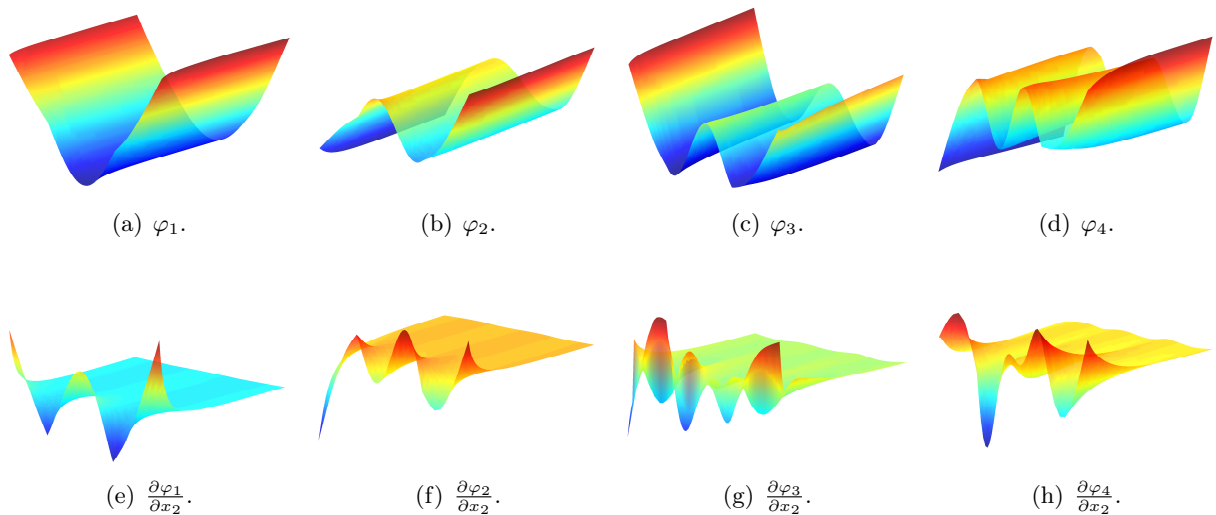 (a) φ₁.
(b) φ₂.
(c) φ₃.
(d) φ₄.
(e) ∂φ₁/∂x₂.
(f) ∂φ₂/∂x₂.
(g) ∂φ₃/∂x₂.
(h) ∂φ₄/∂x₂.